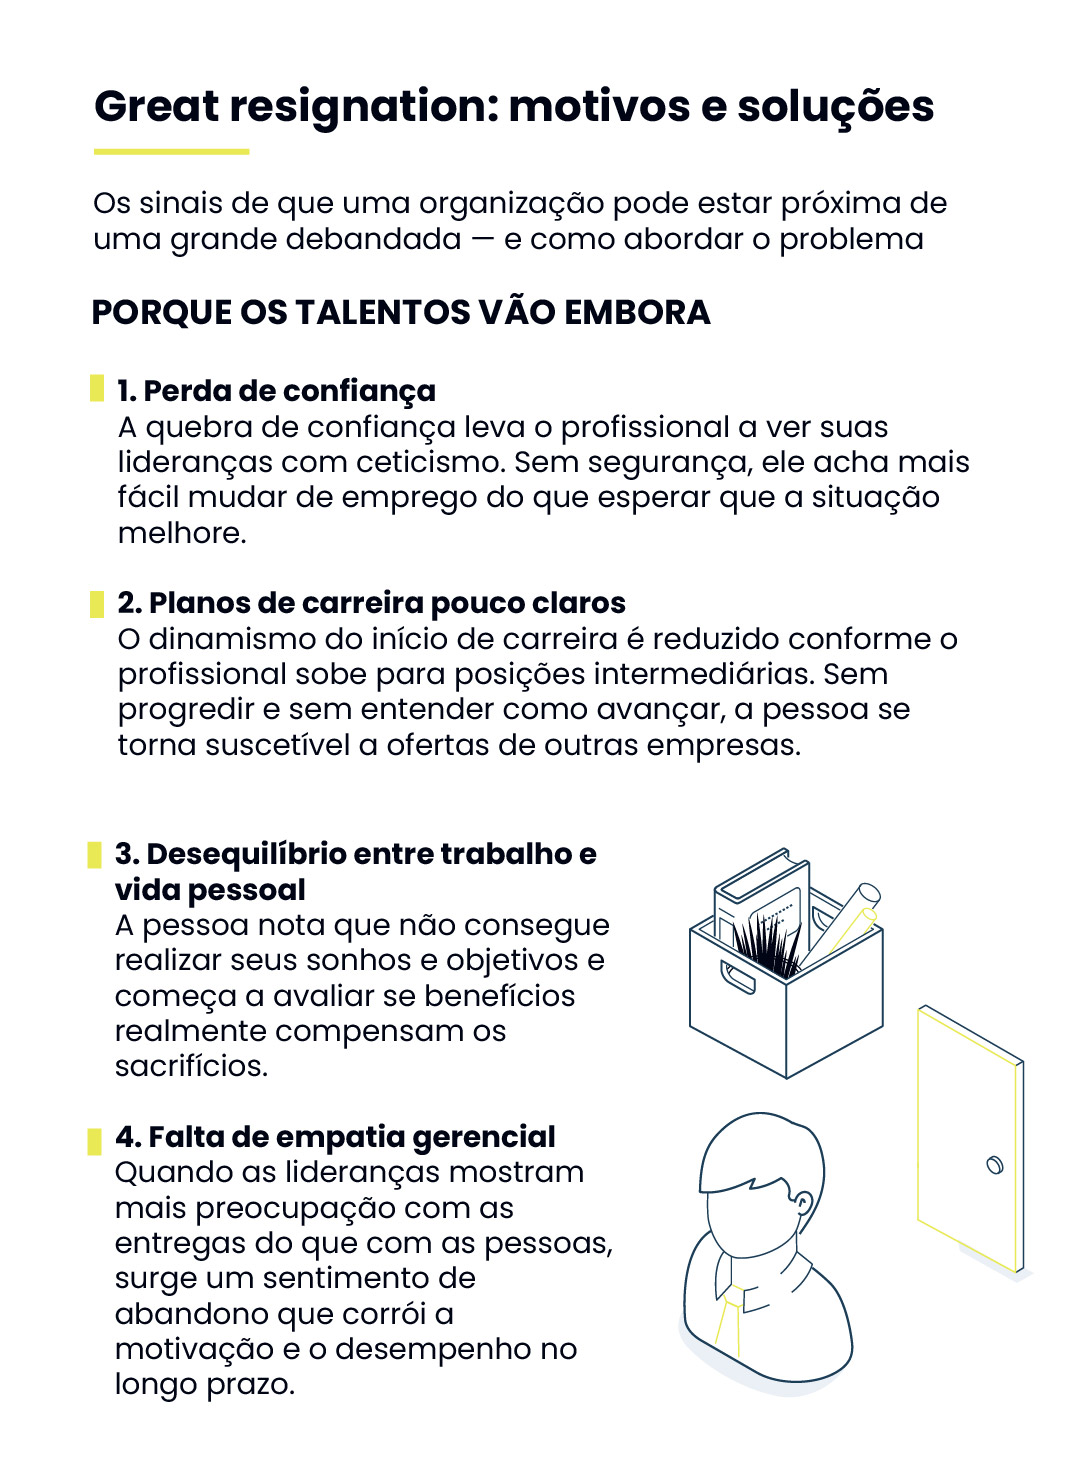 Great resignation: motivos e soluções
Os sinais de que uma organização pode estar próxima de
uma grande debandada — e como abordar o problema
PORQUE OS TALENTOS VÃO EMBORA
1. Perda de confiança
A quebra de confiança leva o profissional a ver suas
lideranças com ceticismo. Sem segurança, ele acha mais
fácil mudar de emprego do que esperar que a situação
melhore.
2. Planos de carreira pouco claros
O dinamismo do início de carreira é reduzido conforme o
profissional sobe para posições intermediárias. Sem
progredir e sem entender como avançar, a pessoa se
torna suscetível a ofertas de outras empresas.
3. Desequilíbrio entre trabalho e
vida pessoal
A pessoa nota que não consegue
realizar seus sonhos e objetivos e
começa a avaliar se benefícios
realmente compensam os
sacrifícios.
4. Falta de empatia gerencial
Quando as lideranças mostram
mais preocupação com as
entregas do que com as pessoas,
surge um sentimento de
abandono que corrói a
motivação e o desempenho no
longo prazo.